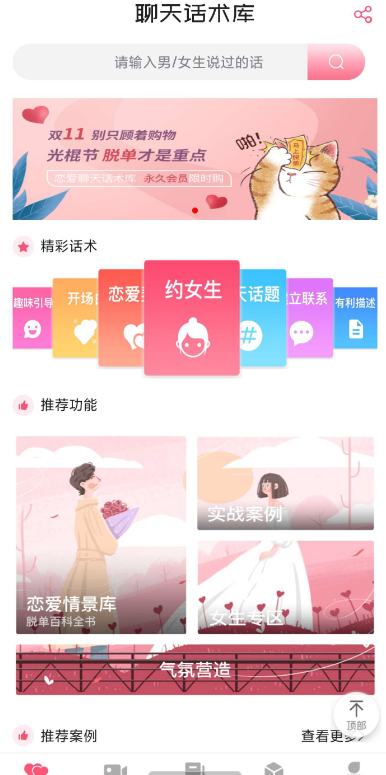 聊天话术库
请输入男/女生说过的话
双11 别只顾着购物
光棍节 脱单才是重点
恋爱聊天话术库 永久会员限时购
啪!
精彩话术
趣味引导
开场
恋爱
约女生
天话题
立联系
有利描述
推荐功能
恋爱情景库
脱单百科全书
实战案例
女生专区
气氛营造
顶部
推荐案例
查看更多